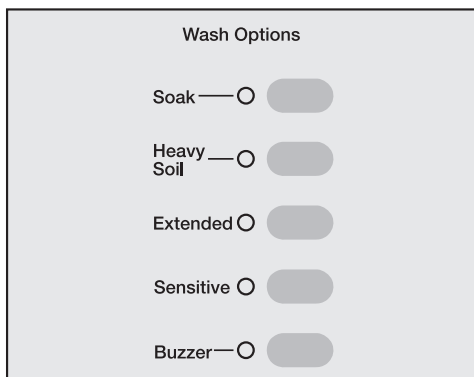 Wash Options
Soak
Heavy
Soil
Extended
Sensitive
Buzzer